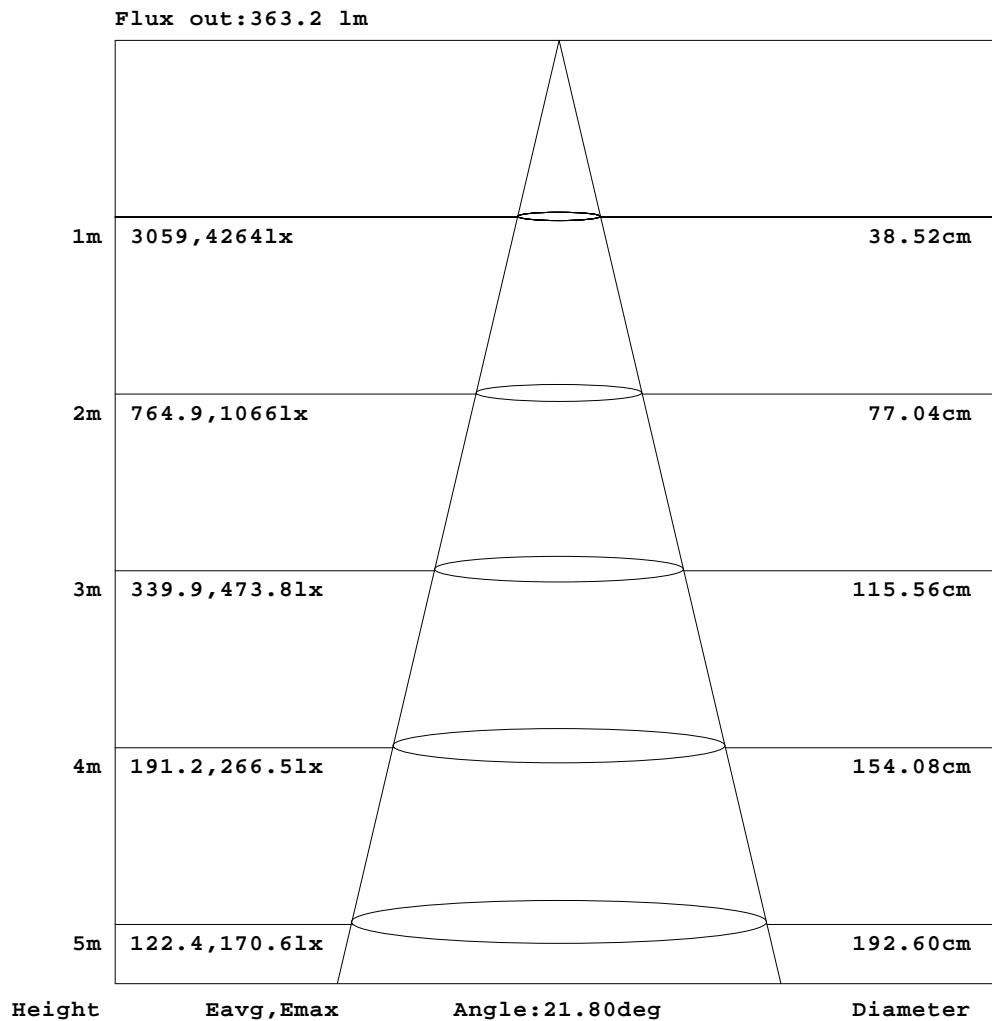 Flux out:363.2 lm
1m 3059,4264lx 38.52cm
2m 764.9,1066lx 77.04cm
3m 339.9,473.8lx 115.56cm
4m 191.2,266.5lx 154.08cm
5m 122.4,170.6lx 192.60cm
Height Eavg,Emax Angle:21.80deg Diameter